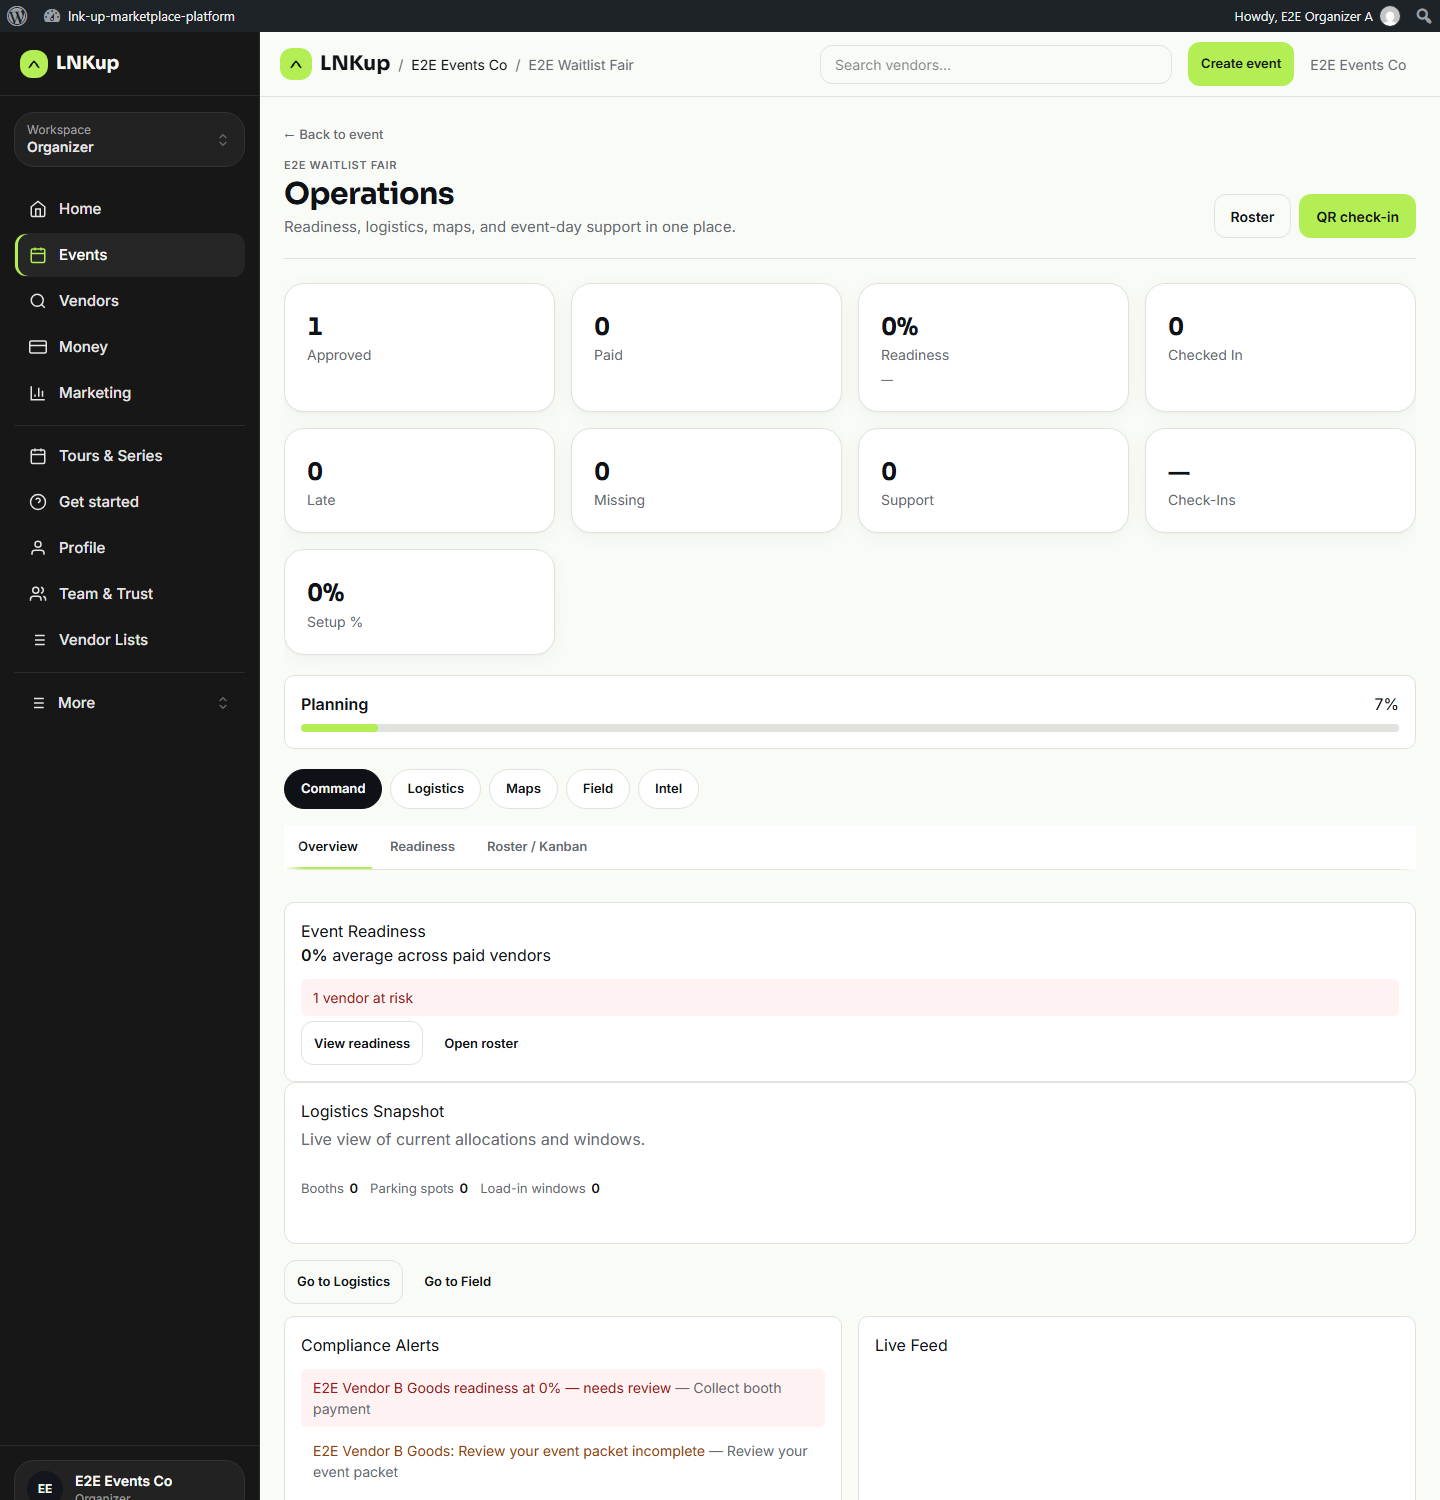 lnk-up-marketplace-platform
Howdy, E2E Organizer A
LNKup
Workspace
Organizer
Home
Events
Vendors
Money
Marketing
Tours & Series
Get started
Profile
Team & Trust
Vendor Lists
More
EE
E2E Events Co
Organizer
LNKup / E2E Events Co / E2E Waitlist Fair
Search vendors...
Create event
E2E Events Co
← Back to event
E2E WAITLIST FAIR
Operations
Readiness, logistics, maps, and event-day support in one place.
Roster
QR check-in
1
Approved
0
Paid
0%
Readiness
—
0
Checked In
0
Late
0
Missing
0
Support
—
Check-Ins
0%
Setup %
Planning
7%
Command
Logistics
Maps
Field
Intel
Overview
Readiness
Roster / Kanban
Event Readiness
0% average across paid vendors
1 vendor at risk
View readiness
Open roster
Logistics Snapshot
Live view of current allocations and windows.
Booths 0 Parking spots 0 Load-in windows 0
Go to Logistics
Go to Field
Compliance Alerts
E2E Vendor B Goods readiness at 0% — needs review — Collect booth
payment
E2E Vendor B Goods: Review your event packet incomplete — Review your
event packet
Live Feed